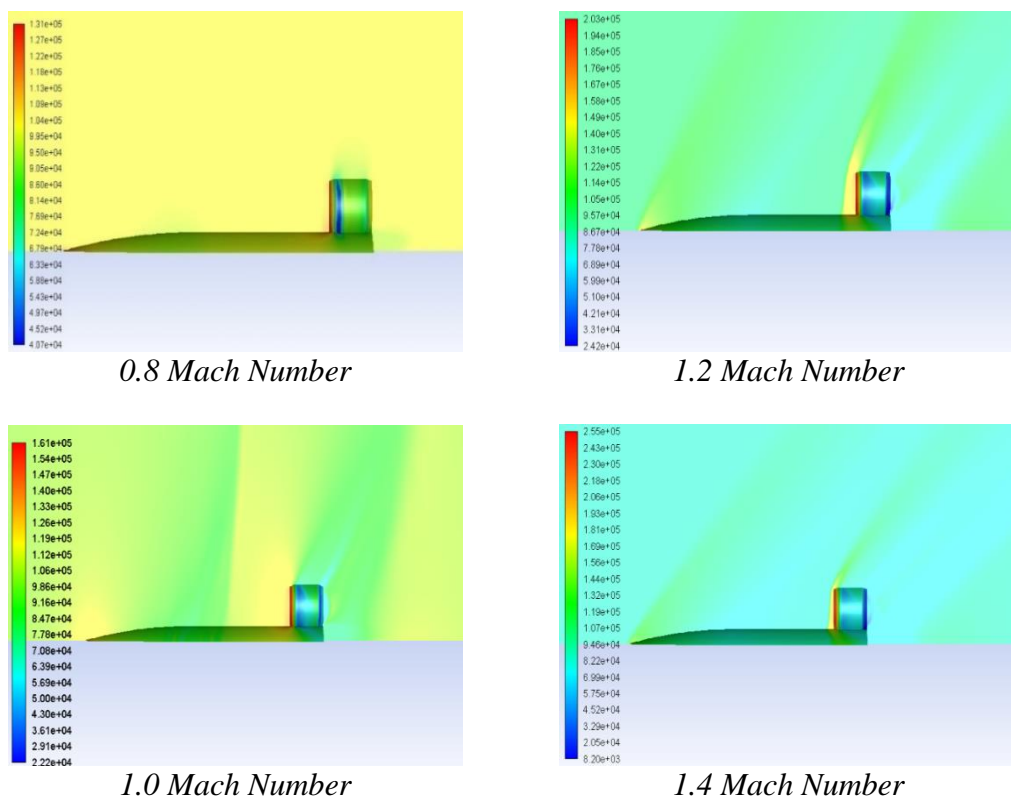 1.31e+05
1.27e+05
1.22e+05
1.18e+05
1.13e+05
1.09e+05
1.04e+05
9.95e+04
9.50e+04
9.05e+04
8.60e+04
8.14e+04
7.69e+04
7.24e+04
6.79e+04
6.33e+04
5.88e+04
5.43e+04
4.97e+04
4.52e+04
4.07e+04
0.8 Mach Number
2.03e+05
1.94e+05
1.85e+05
1.76e+05
1.67e+05
1.58e+05
1.49e+05
1.40e+05
1.31e+05
1.22e+05
1.14e+05
1.05e+05
9.57e+04
8.67e+04
7.78e+04
6.89e+04
5.99e+04
5.10e+04
4.21e+04
3.31e+04
2.42e+04
1.2 Mach Number
1.61e+05
1.54e+05
1.47e+05
1.40e+05
1.33e+05
1.26e+05
1.19e+05
1.12e+05
1.06e+05
9.86e+04
9.16e+04
8.47e+04
7.78e+04
7.08e+04
6.39e+04
5.69e+04
5.00e+04
4.30e+04
3.61e+04
2.91e+04
2.22e+04
1.0 Mach Number
2.55e+05
2.43e+05
2.30e+05
2.18e+05
2.06e+05
1.93e+05
1.81e+05
1.69e+05
1.56e+05
1.44e+05
1.32e+05
1.19e+05
1.07e+05
9.46e+04
8.22e+04
6.99e+04
5.75e+04
4.52e+04
3.29e+04
2.05e+04
8.20e+03
1.4 Mach Number